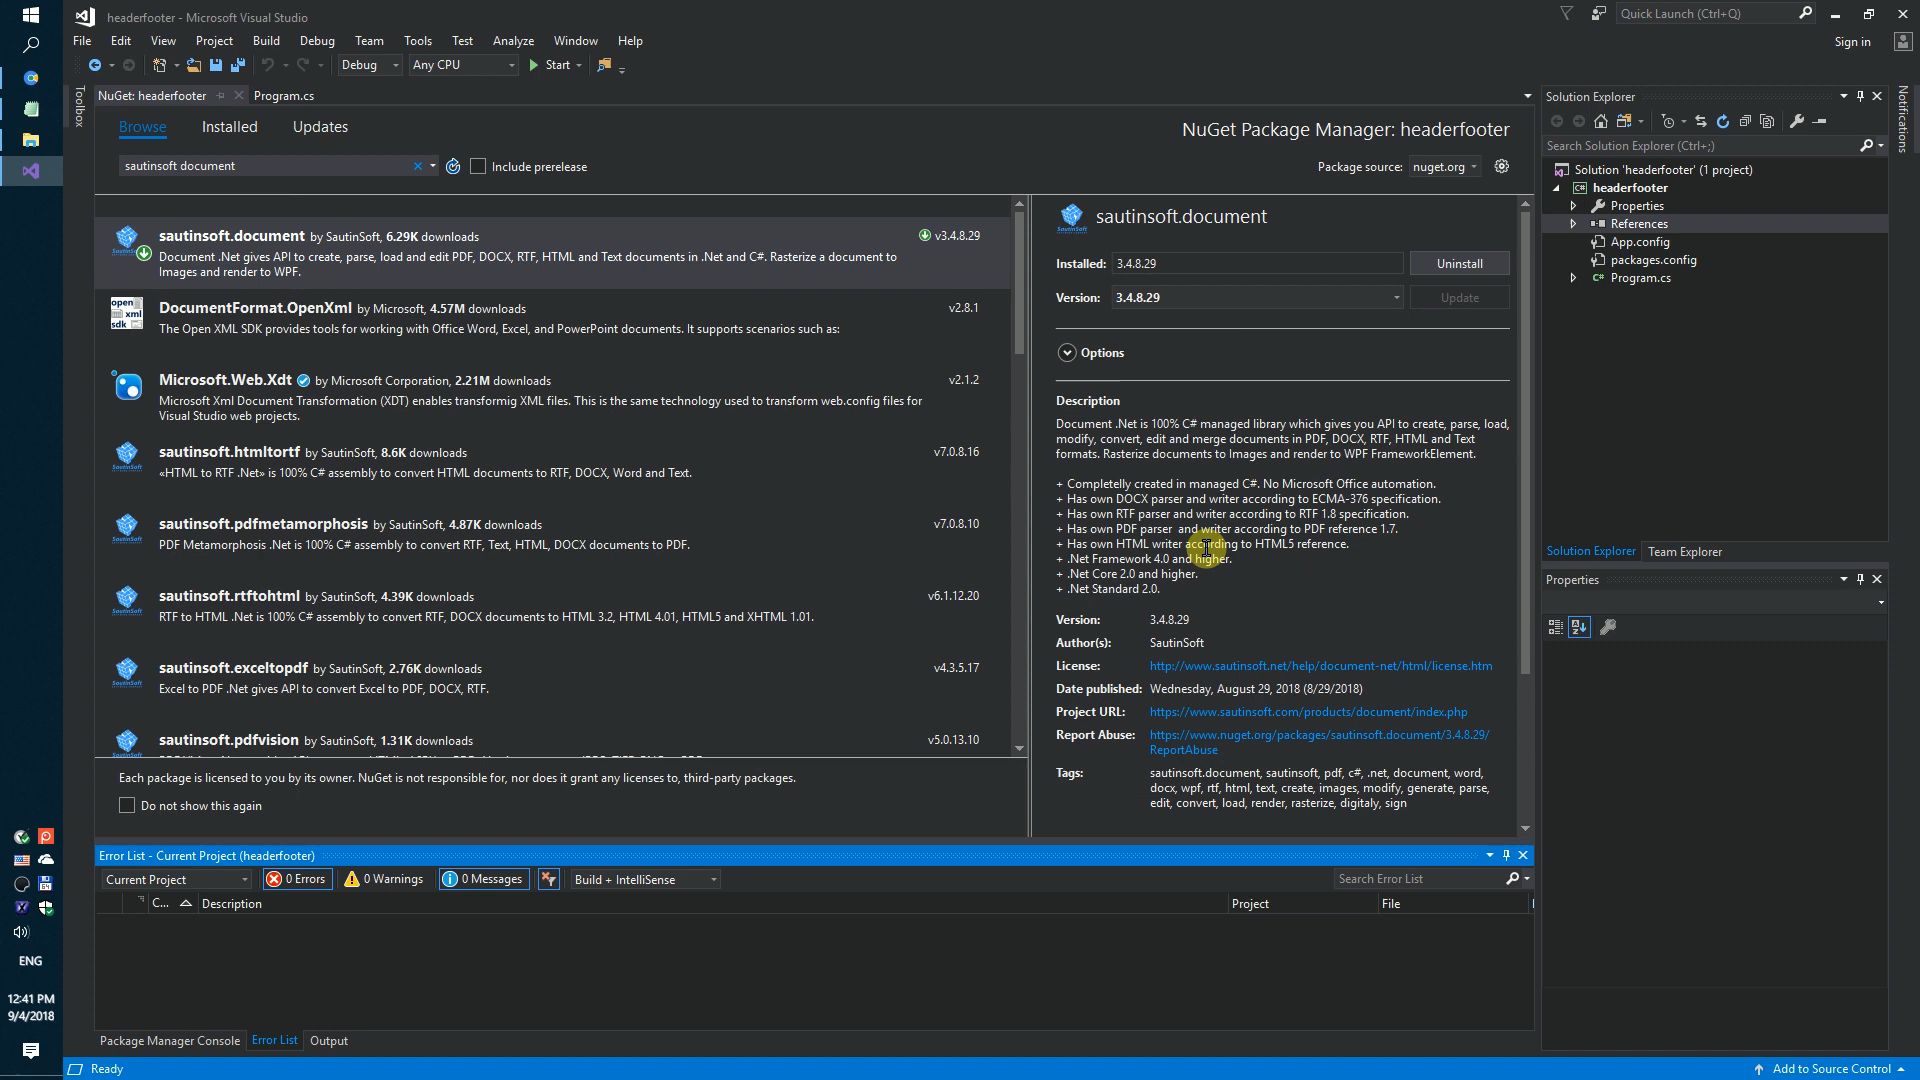 headerfooter - Microsoft Visual Studio
Quick Launch (Ctrl+Q)
File Edit View Project Build Debug Team Tools Test Analyze Window Help
Sign in
Debug Any CPU Start
Toolbox
NuGet: headerfooter Program.cs
Browse Installed Updates
NuGet Package Manager: headerfooter
sautinsoft document
Include prerelease
Package source: nuget.org
sautinsoft.document by SautinSoft, 6.29K downloads v3.4.8.29
Document .Net gives API to create, parse, load and edit PDF, DOCX, RTF, HTML and Text documents in .Net and C#. Rasterize a document to
Images and render to WPF.
open
xml
sdk
DocumentFormat.OpenXml by Microsoft, 4.57M downloads v2.8.1
The Open XML SDK provides tools for working with Office Word, Excel, and PowerPoint documents. It supports scenarios such as:
Microsoft.Web.Xdt by Microsoft Corporation, 2.21M downloads v2.1.2
Microsoft Xml Document Transformation (XDT) enables transformig XML files. This is the same technology used to transform web.config files for
Visual Studio web projects.
sautinsoft.htmltortf by SautinSoft, 8.6K downloads v7.0.8.16
«HTML to RTF .Net» is 100% C# assembly to convert HTML documents to RTF, DOCX, Word and Text.
sautinsoft.pdfmetamorphosis by SautinSoft, 4.87K downloads v7.0.8.10
PDF Metamorphosis .Net is 100% C# assembly to convert RTF, Text, HTML, DOCX documents to PDF.
sautinsoft.rtftohtml by SautinSoft, 4.39K downloads v6.1.12.20
RTF to HTML .Net is 100% C# assembly to convert RTF, DOCX documents to HTML 3.2, HTML 4.01, HTML5 and XHTML 1.01.
sautinsoft.exceltopdf by SautinSoft, 2.76K downloads v4.3.5.17
Excel to PDF .Net gives API to convert Excel to PDF, DOCX, RTF.
sautinsoft.pdfvision by SautinSoft, 1.31K downloads v5.0.13.10
Each package is licensed to you by its owner. NuGet is not responsible for, nor does it grant any licenses to, third-party packages.
Do not show this again
sautinsoft.document
Installed: 3.4.8.29 Uninstall
Version: 3.4.8.29 Update
Options
Description
Document .Net is 100% C# managed library which gives you API to create, parse, load,
modify, convert, edit and merge documents in PDF, DOCX, RTF, HTML and Text
formats. Rasterize documents to Images and render to WPF FrameworkElement.
+ Completelly created in managed C#. No Microsoft Office automation.
+ Has own DOCX parser and writer according to ECMA-376 specification.
+ Has own RTF parser and writer according to RTF 1.8 specification.
+ Has own PDF parser and writer according to PDF reference 1.7.
+ Has own HTML writer according to HTML5 reference.
+ .Net Framework 4.0 and higher.
+ .Net Core 2.0 and higher.
+ .Net Standard 2.0.
Version: 3.4.8.29
Author(s): SautinSoft
License: http://www.sautinsoft.net/help/document-net/html/license.htm
Date published: Wednesday, August 29, 2018 (8/29/2018)
Project URL: https://www.sautinsoft.com/products/document/index.php
Report Abuse: https://www.nuget.org/packages/sautinsoft.document/3.4.8.29/
ReportAbuse
Tags: sautinsoft.document, sautinsoft, pdf, c#, .net, document, word,
docx, wpf, rtf, html, text, create, images, modify, generate, parse,
edit, convert, load, render, rasterize, digitaly, sign
Solution Explorer
Search Solution Explorer (Ctrl+;)
Solution 'headerfooter' (1 project)
C# headerfooter
Properties
References
App.config
packages.config
C# Program.cs
Solution Explorer Team Explorer
Properties
Notifications
Error List - Current Project (headerfooter)
Current Project 0 Errors 0 Warnings 0 Messages Build + IntelliSense Search Error List
C... Description Project File
Package Manager Console Error List Output
Ready
Add to Source Control
64
ENG
12:41 PM
9/4/2018